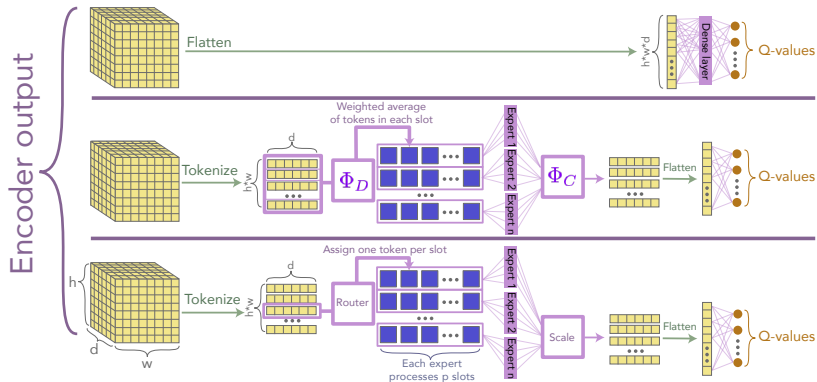 Encoder output
Flatten
h*w*d
Dense layer
Q-values
Tokenize
h*w
d
Weighted average
of tokens in each slot
Φ_D
Expert 1
Expert 2
Expert n
Φ_C
Flatten
Q-values
h
d
w
Tokenize
h*w
d
Assign one token per slot
Router
Each expert
processes p slots
Expert 1
Expert 2
Expert n
Scale
Flatten
Q-values